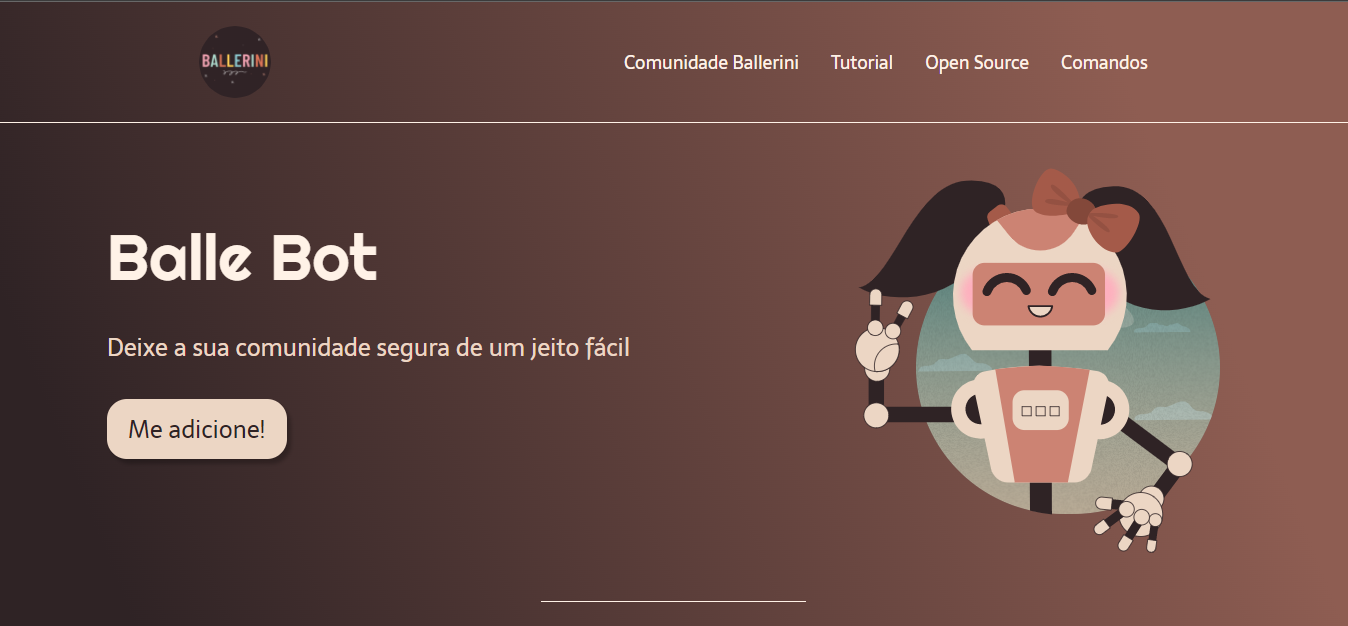 BALLERINI
Comunidade Ballerini
Tutorial
Open Source
Comandos
Balle Bot
Deixe a sua comunidade segura de um jeito fácil
Me adicione!